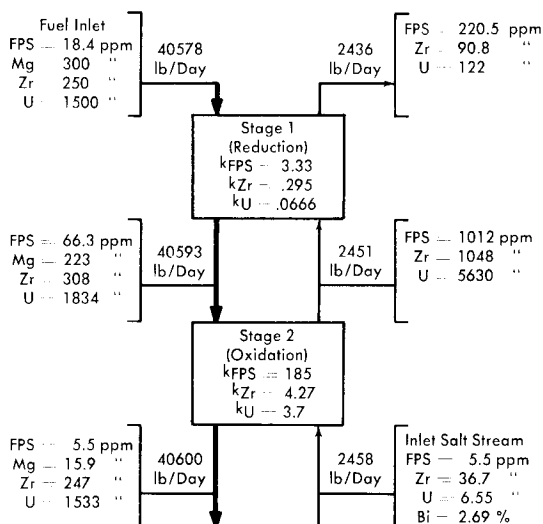 Fuel Inlet
FPS = 18.4 ppm
Mg 300 "
Zr 250 "
U 1500 "
40578
lb/Day
2436
lb/Day
FPS = 220.5 ppm
Zr = 90.8 "
U = 122 "
Stage 1
(Reduction)
kFPS = 3.33
kZr = .295
kU = .0666
FPS = 66.3 ppm
Mg = 223 "
Zr = 308 "
U = 1834 "
40593
lb/Day
2451
lb/Day
FPS = 1012 ppm
Zr = 1048 "
U = 5630 "
Stage 2
(Oxidation)
kFPS = 185
kZr = 4.27
kU = 3.7
FPS = 5.5 ppm
Mg = 15.9 "
Zr = 247 "
U = 1533 "
40600
lb/Day
2458
lb/Day
Inlet Salt Stream
FPS = 5.5 ppm
Zr = 36.7 "
U = 6.55 "
Bi = 2.69 %